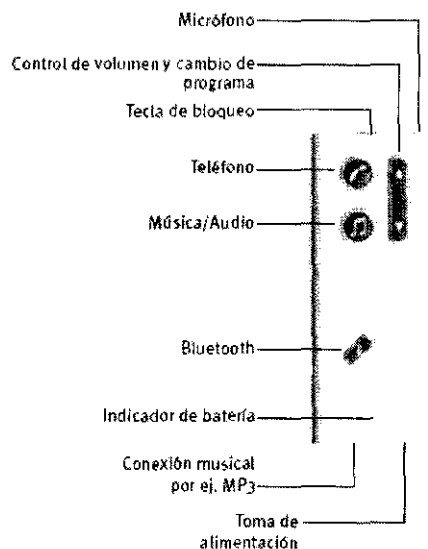 Micrófono
Control de volumen y cambio de
programa
Tecla de bloqueo
Teléfono
Música/Audio
Bluetooth
Indicador de batería
Conexión musical
por ej. MP3
Toma de
alimentación